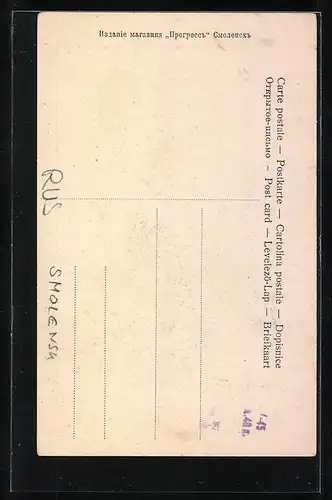 Изданіе магазина „Прогрессъ“ Смоленскъ
Carte postale — Postkarte — Cartolina postale — Dopisnice
Открытое-письмо — Post card — Levelező-Lap — Briefkaart
RUS
SMOLENSK